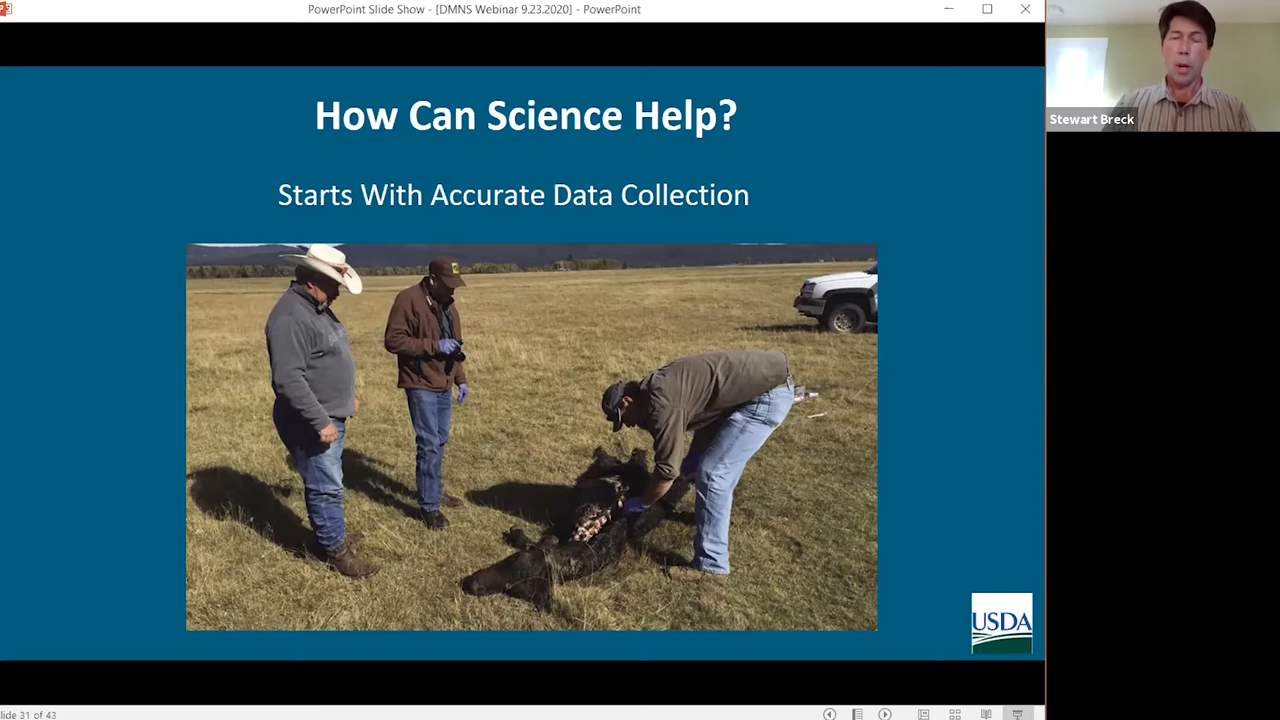 PowerPoint Slide Show - [DMNS Webinar 9.23.2020] - PowerPoint
Stewart Breck
How Can Science Help?
Starts With Accurate Data Collection
USDA
lide 31 of 43